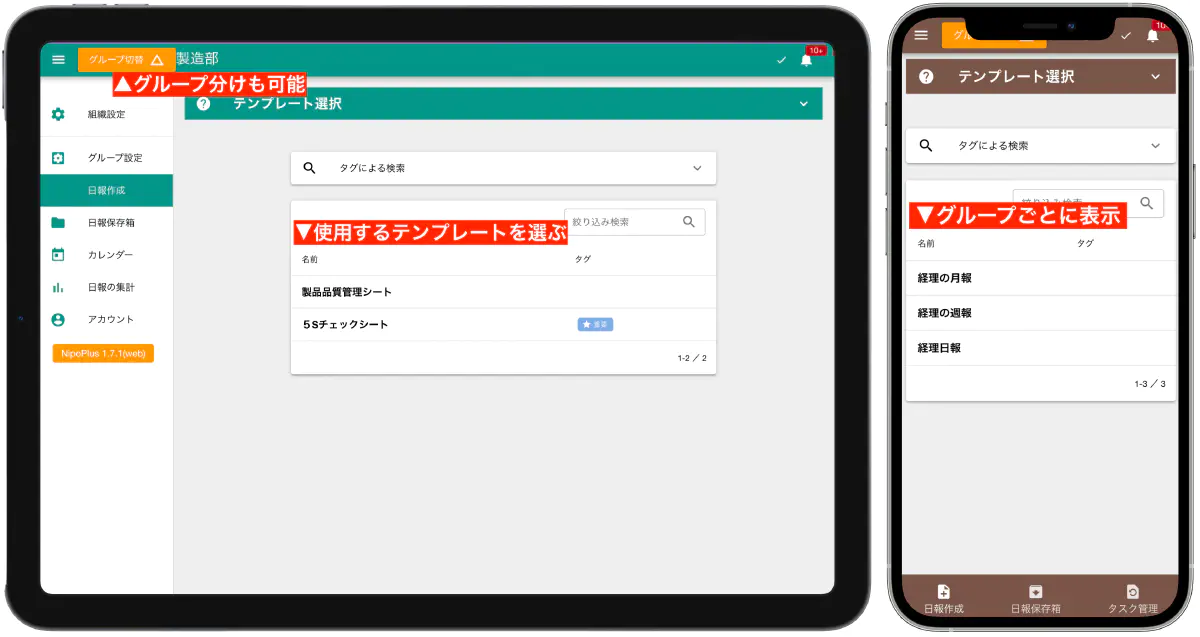 グループ切替
製造部
10+
▲グループ分けも可能
テンプレート選択
組織設定
グループ設定
日報作成
日報保存箱
カレンダー
日報の集計
アカウント
NipoPlus 1.7.1(web)
タグによる検索
絞り込み検索
▼使用するテンプレートを選ぶ
名前
タグ
製品品質管理シート
5Sチェックシート
1-2 / 2
10
テンプレート選択
タグによる検索
▼グループごとに表示
名前
タグ
経理の月報
経理の週報
経理日報
1-3 / 3
日報作成
日報保存箱
タスク管理